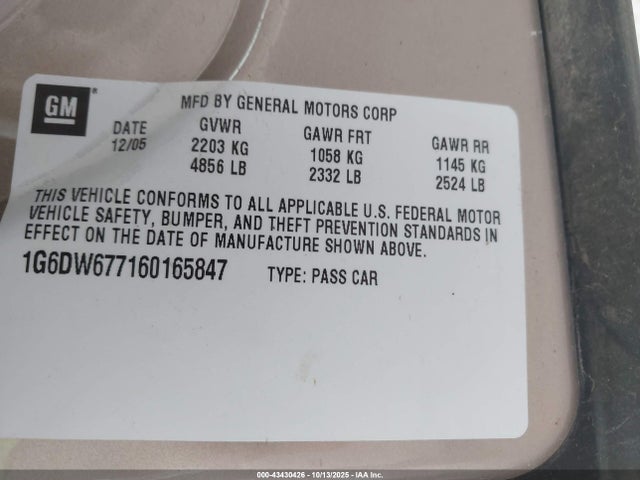 GM ®
MFD BY GENERAL MOTORS CORP
DATE GVWR GAWR FRT GAWR RR
12/05 2203 KG 1058 KG 1145 KG
4856 LB 2332 LB 2524 LB
THIS VEHICLE CONFORMS TO ALL APPLICABLE U.S. FEDERAL MOTOR
VEHICLE SAFETY, BUMPER, AND THEFT PREVENTION STANDARDS IN
EFFECT ON THE DATE OF MANUFACTURE SHOWN ABOVE.
1G6DW677160165847 TYPE: PASS CAR
000-43430426 - 10/13/2025 - IAA Inc.